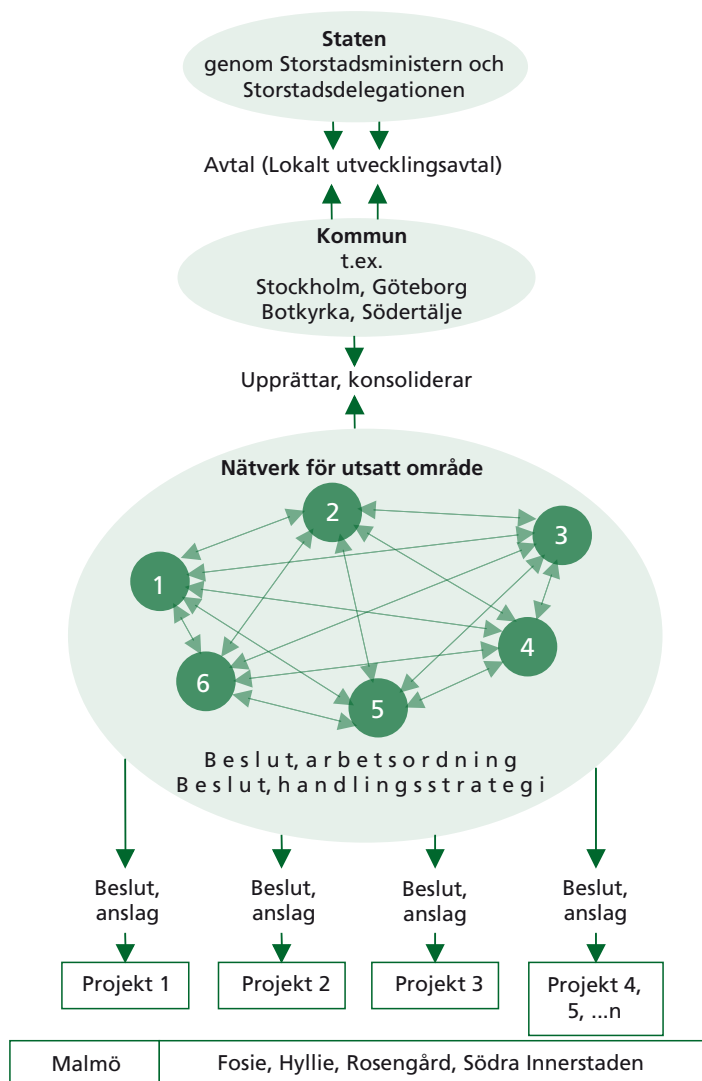 Staten
genom Storstadsministern och
Storstadsdelegationen
Avtal (Lokalt utvecklingsavtal)
Kommun
t.ex.
Stockholm, Göteborg
Botkyrka, Södertälje
Upprättar, konsoliderar
Nätverk för utsatt område
2
3
1
4
6
5
Beslut, arbetsordning
Beslut, handlingsstrategi
Beslut, anslag
Beslut, anslag
Beslut, anslag
Beslut, anslag
Projekt 1
Projekt 2
Projekt 3
Projekt 4,
5, ...n
Malmö
Fosie, Hyllie, Rosengård, Södra Innerstaden